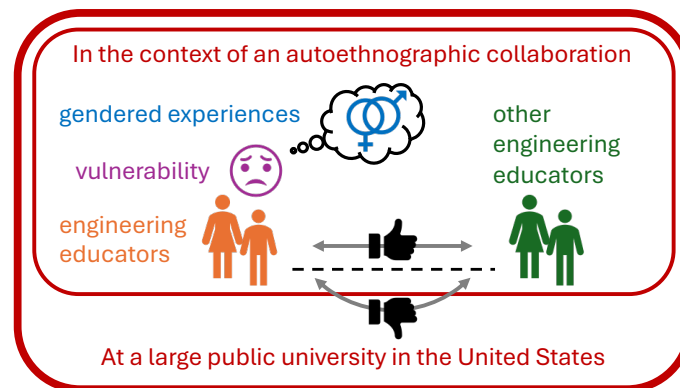 In the context of an autoethnographic collaboration
gendered experiences
vulnerability
engineering
educators
other
engineering
educators
At a large public university in the United States